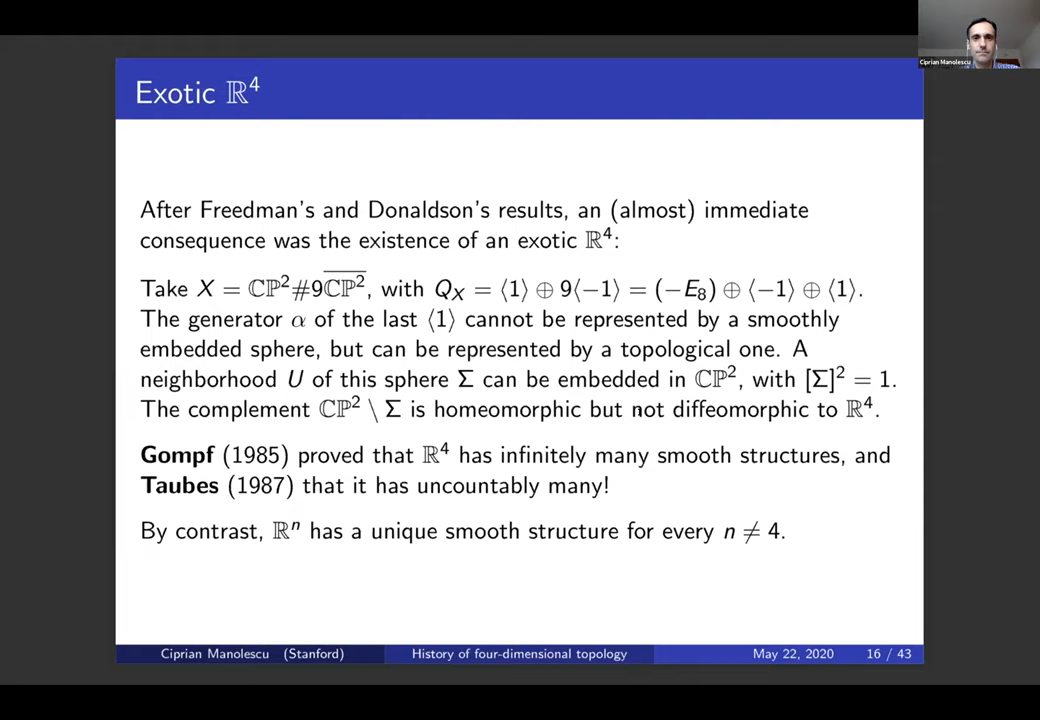 Ciprian Manolescu
Exotic ℝ⁴
After Freedman's and Donaldson's results, an (almost) immediate
consequence was the existence of an exotic ℝ⁴:
Take X = ℂℙ²#9\overline{ℂℙ²}, with Q_X = ⟨1⟩ ⊕ 9⟨−1⟩ = (−E₈) ⊕ ⟨−1⟩ ⊕ ⟨1⟩.
The generator α of the last ⟨1⟩ cannot be represented by a smoothly
embedded sphere, but can be represented by a topological one. A
neighborhood U of this sphere Σ can be embedded in ℂℙ², with [Σ]² = 1.
The complement ℂℙ² \ Σ is homeomorphic but not diffeomorphic to ℝ⁴.
Gompf (1985) proved that ℝ⁴ has infinitely many smooth structures, and
Taubes (1987) that it has uncountably many!
By contrast, ℝⁿ has a unique smooth structure for every n ≠ 4.
Ciprian Manolescu (Stanford) History of four-dimensional topology May 22, 2020 16 / 43